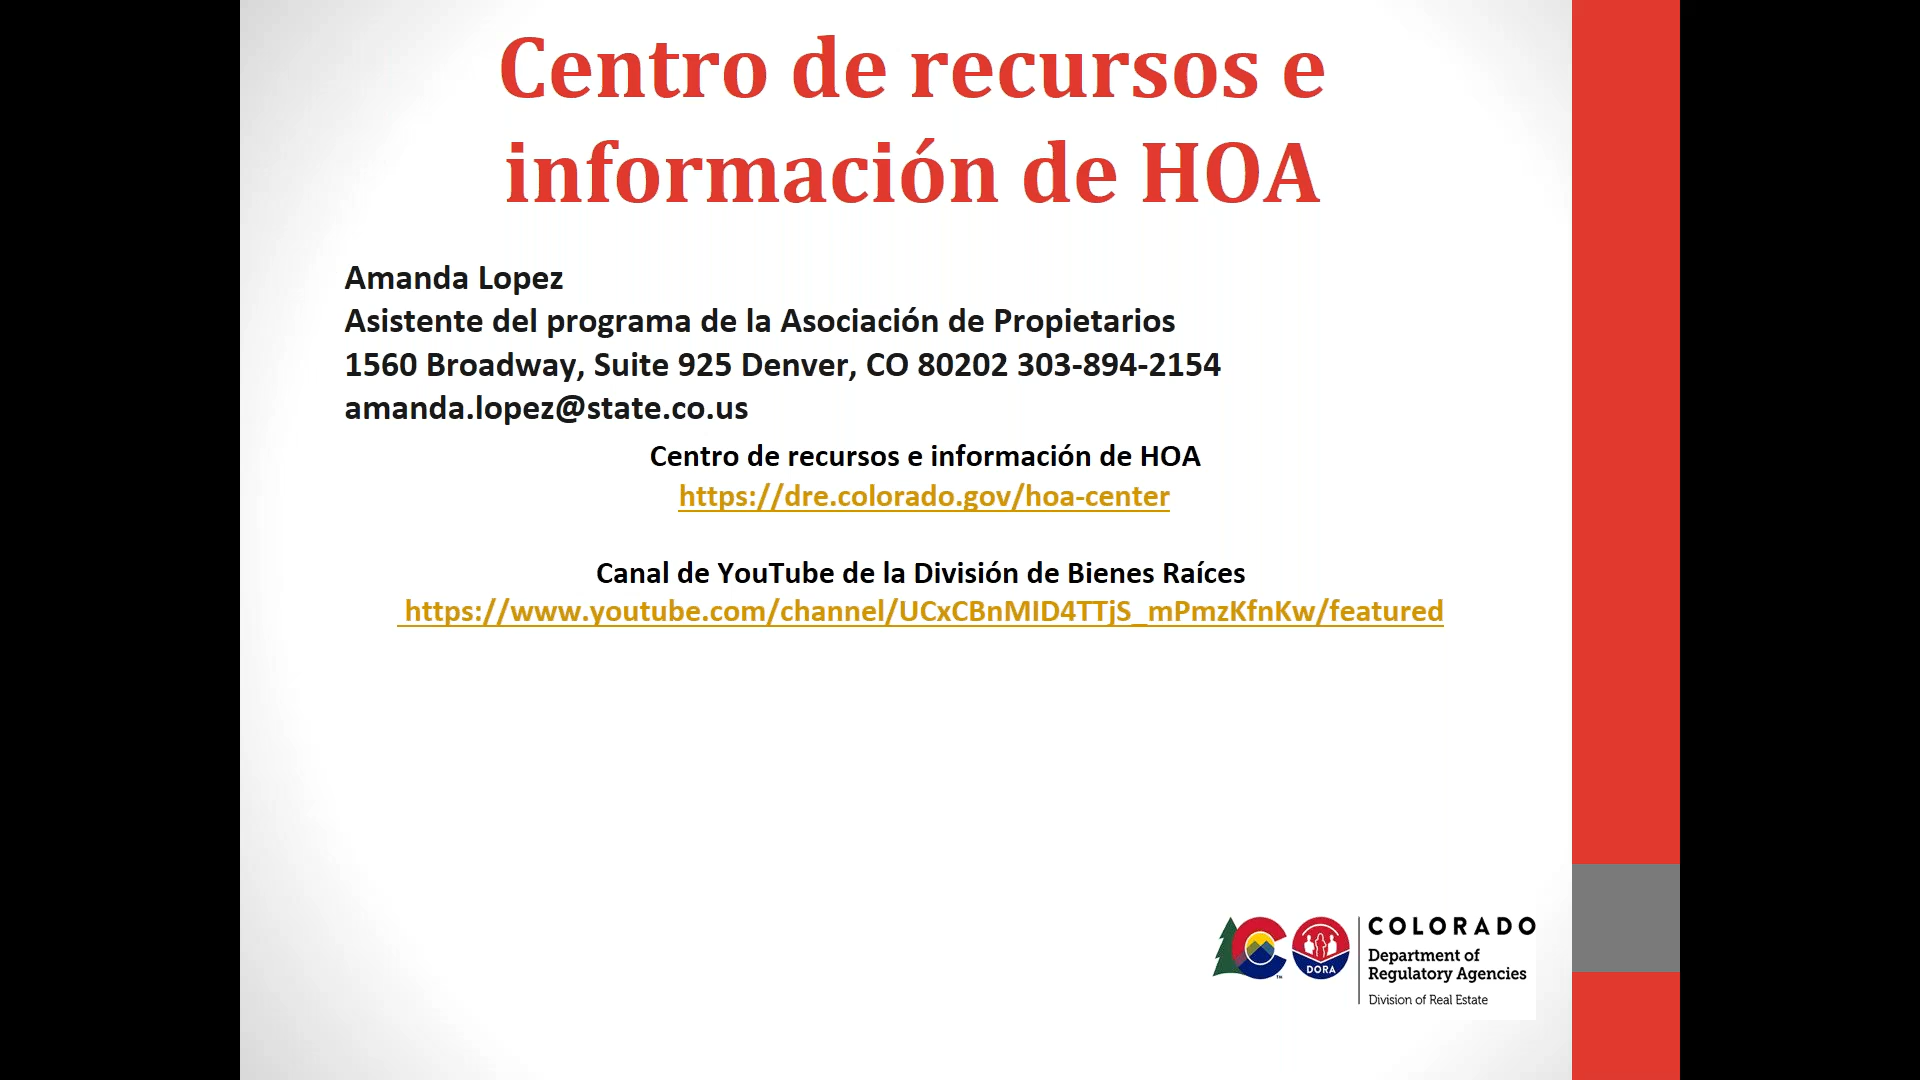 Centro de recursos e
información de HOA
Amanda Lopez
Asistente del programa de la Asociación de Propietarios
1560 Broadway, Suite 925 Denver, CO 80202 303-894-2154
amanda.lopez@state.co.us
Centro de recursos e información de HOA
https://dre.colorado.gov/hoa-center
Canal de YouTube de la División de Bienes Raíces
https://www.youtube.com/channel/UCxCBnMID4TTjS_mPmzKfnKw/featured
COLORADO
Department of
Regulatory Agencies
Division of Real Estate
DORA
TM